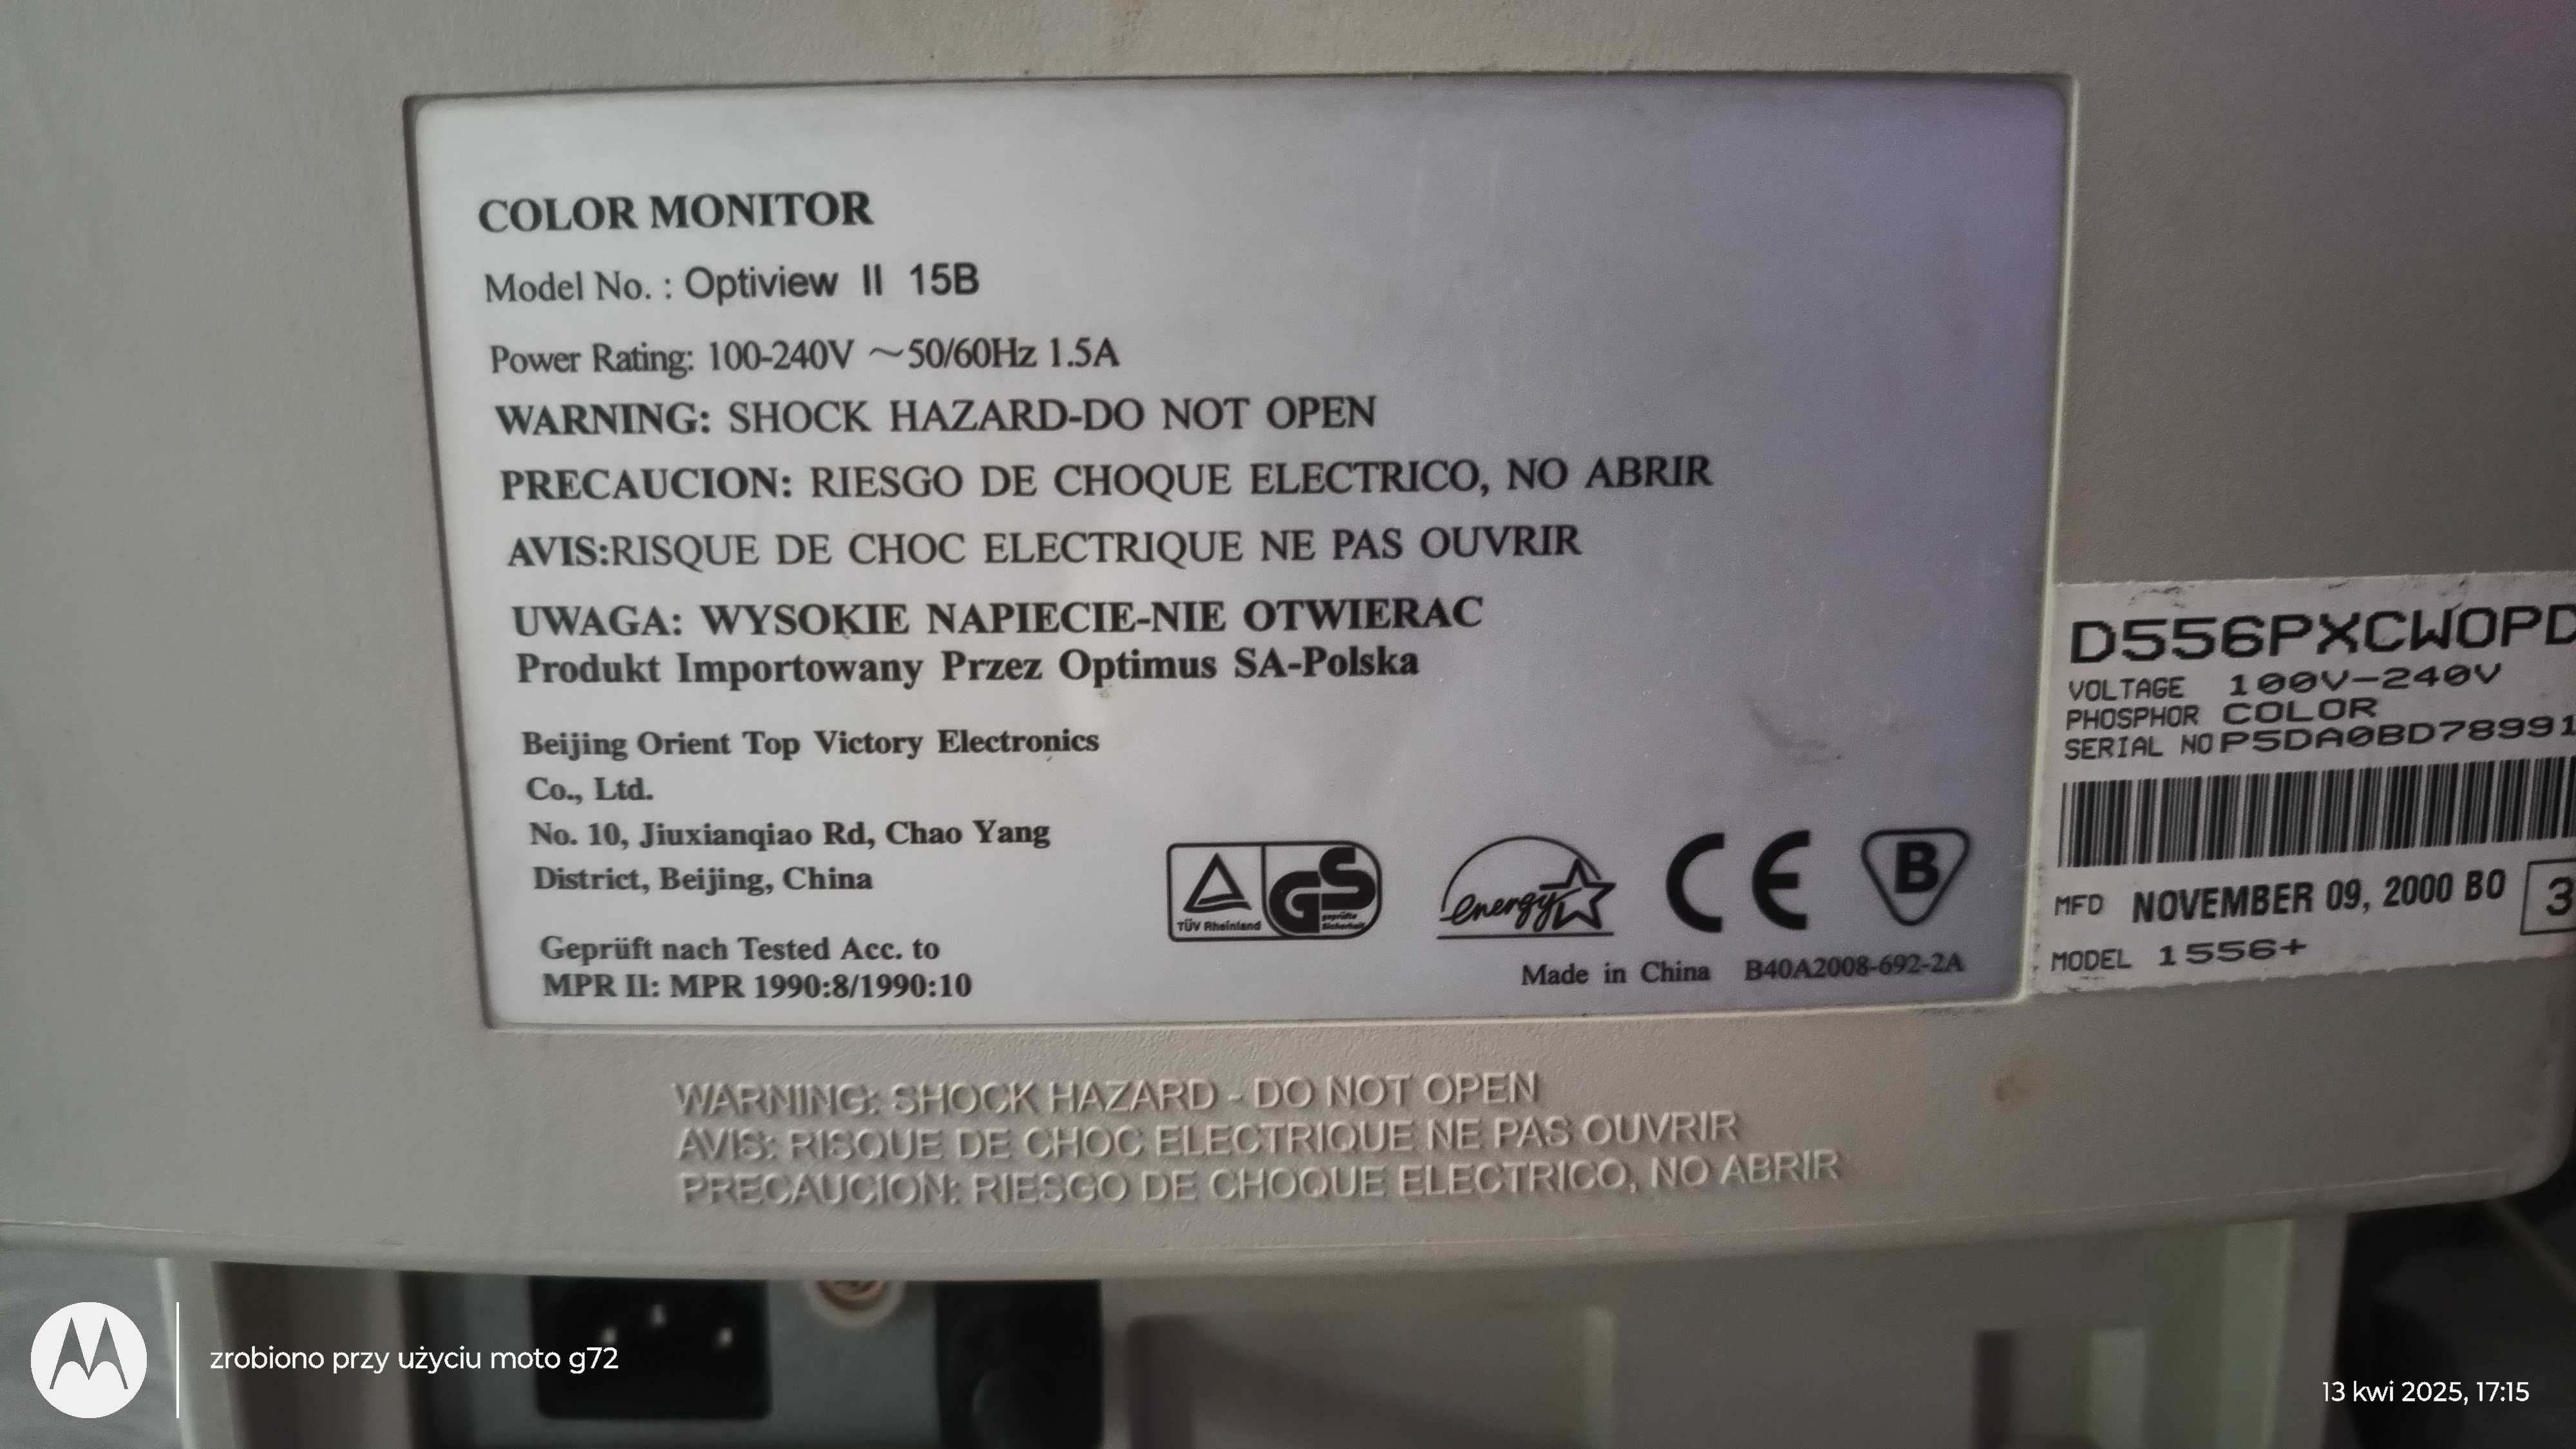 COLOR MONITOR
Model No. : Optiview II 15B
Power Rating: 100-240V ~50/60Hz 1.5A
WARNING: SHOCK HAZARD-DO NOT OPEN
PRECAUCION: RIESGO DE CHOQUE ELECTRICO, NO ABRIR
AVIS:RISQUE DE CHOC ELECTRIQUE NE PAS OUVRIR
UWAGA: WYSOKIE NAPIECIE-NIE OTWIERAC
Produkt Importowany Przez Optimus SA-Polska
Beijing Orient Top Victory Electronics
Co., Ltd.
No. 10, Jiuxianqiao Rd, Chao Yang
District, Beijing, China
Geprüft nach Tested Acc. to
MPR II: MPR 1990:8/1990:10
TÜV Rheinland
GS
geprüfte
Sicherheit
energy
CE
B
Made in China B40A2008-692-2A
D556PXCWOPD
VOLTAGE 100V-240V
PHOSPHOR COLOR
SERIAL NO P5DA0BD78991
MFD NOVEMBER 09, 2000 BO 3
MODEL 1556+
WARNING: SHOCK HAZARD - DO NOT OPEN
AVIS: RISQUE DE CHOC ELECTRIQUE NE PAS OUVRIR
PRECAUCION: RIESGO DE CHOQUE ELECTRICO, NO ABRIR
zrobiono przy użyciu moto g72
13 kwi 2025, 17:15